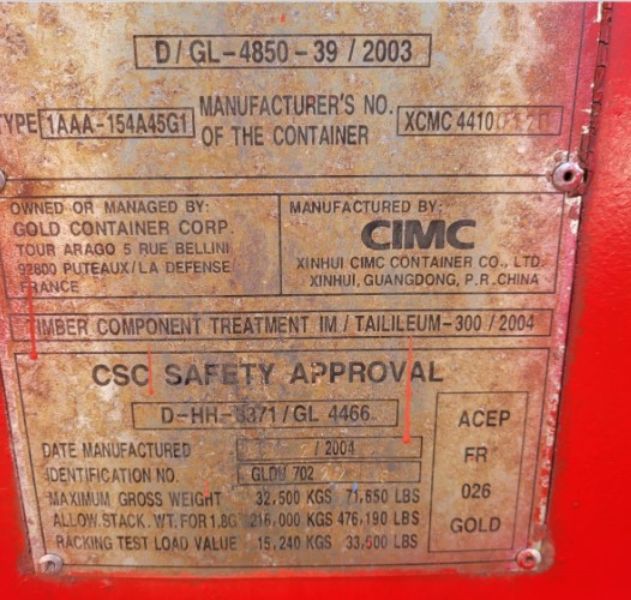 D/GL-4850-39/2003
TYPE 1AAA-154A45G1 MANUFACTURER'S NO. OF THE CONTAINER XCMC 4410
OWNED OR MANAGED BY:
GOLD CONTAINER CORP.
TOUR ARAGO 5 RUE BELLINI
92800 PUTEAUX/LA DEFENSE
FRANCE
MANUFACTURED BY:
CIMC
XINHUI CIMC CONTAINER CO., LTD.
XINHUI, GUANGDONG, P.R.CHINA
TIMBER COMPONENT TREATMENT IM/TAILILEUM-300/2004
CSC SAFETY APPROVAL
D-HH- /GL 4466
DATE MANUFACTURED /2004
IDENTIFICATION NO. 702
MAXIMUM GROSS WEIGHT 32,500 KGS 71,650 LBS
ALLOW.STACK. WT.FOR 1.8G 216,000 KGS 476,190 LBS
RACKING TEST LOAD VALUE 15,240 KGS 33,500 LBS
ACEP
FR
026
GOLD